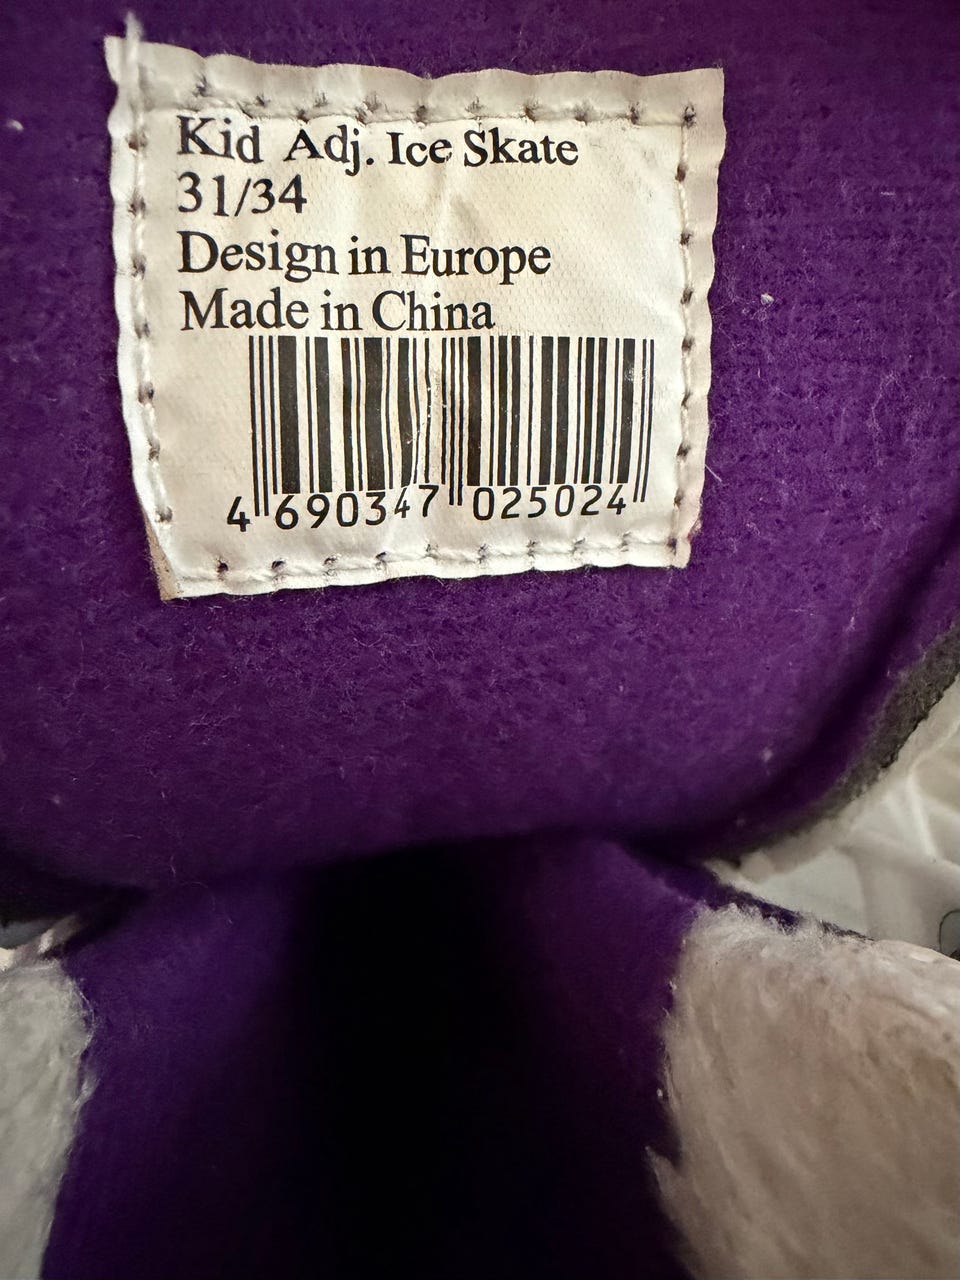 Kid Adj. Ice Skate
31/34
Design in Europe
Made in China
4 690347 025024